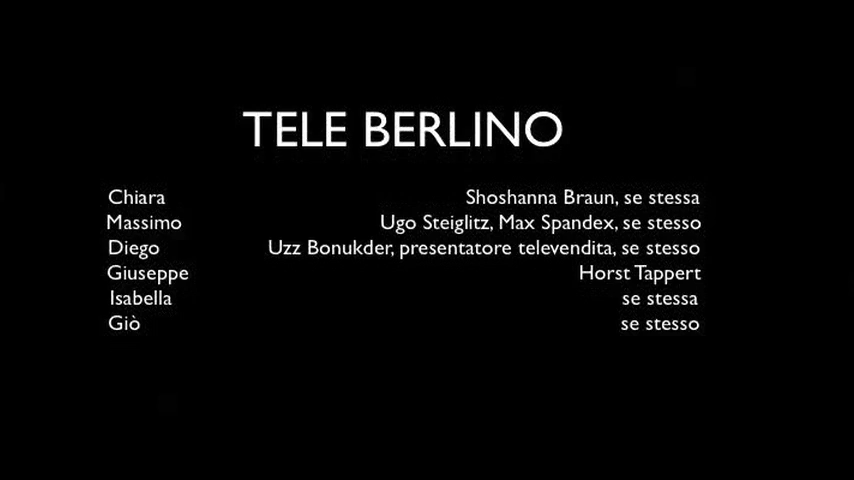 TELE BERLINO
Chiara Shoshanna Braun, se stessa
Massimo Ugo Steiglitz, Max Spandex, se stesso
Diego Uzz Bonukder, presentatore televendita, se stesso
Giuseppe Horst Tappert
Isabella se stessa
Giò se stesso